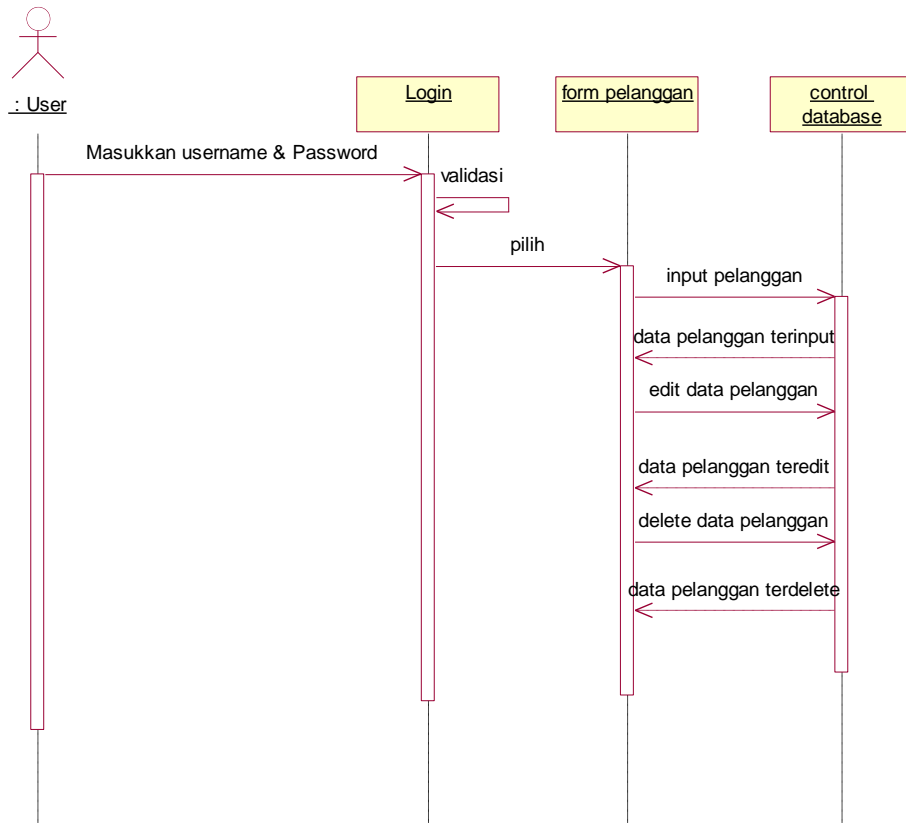 : User
Login
form pelanggan
control
database
Masukkan username & Password
validasi
pilih
input pelanggan
data pelanggan terinput
edit data pelanggan
data pelanggan teredit
delete data pelanggan
data pelanggan terdelete